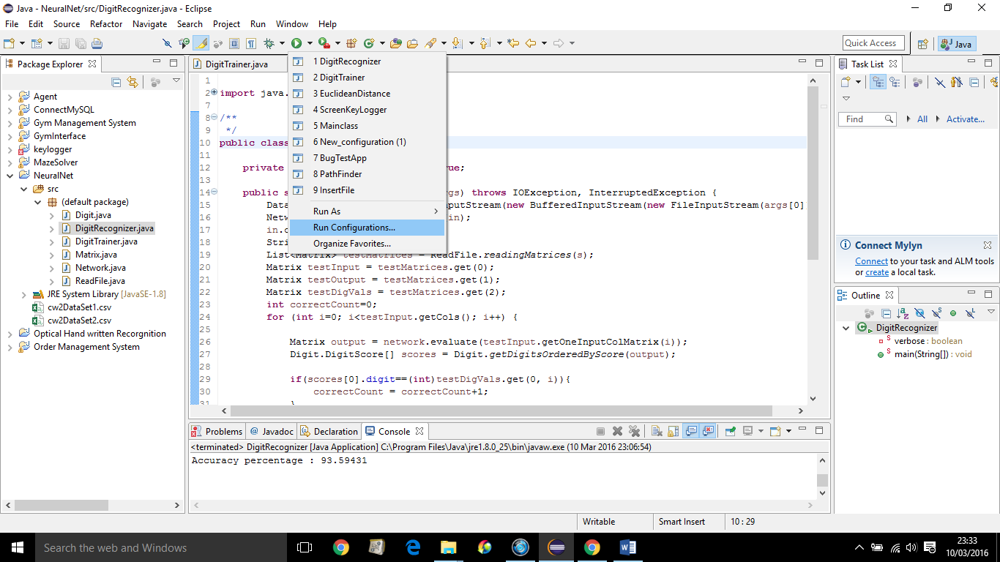 Java - NeuralNet/src/DigitRecognizer.java - Eclipse
File Edit Source Refactor Navigate Search Project Run Window Help
Quick Access
Java
Package Explorer
Agent
ConnectMySQL
Gym Management System
GymInterface
keylogger
MazeSolver
NeuralNet
src
(default package)
Digit.java
DigitRecognizer.java
DigitTrainer.java
Matrix.java
Network.java
ReadFile.java
JRE System Library [JavaSE-1.8]
cw2DataSet1.csv
cw2DataSet2.csv
Optical Hand written Recorgnition
Order Management System
DigitTrainer.java
1 DigitRecognizer
2 DigitTrainer
3 EuclideanDistance
4 ScreenKeyLogger
5 Mainclass
6 New_configuration (1)
7 BugTestApp
8 PathFinder
9 InsertFile
Run As
Run Configurations...
Organize Favorites...
1
2 import java.
7
8 /**
9 */
10 public class
11
12 private ue;
13
14 public s gs) throws IOException, InterruptedException {
15 Data putStream(new BufferedInputStream(new FileInputStream(args[0]
16 Netw in);
17 in.c
18 Stri
19 List<Matrix> testMatrices = ReadFile.readingMatrices(s);
20 Matrix testInput = testMatrices.get(0);
21 Matrix testOutput = testMatrices.get(1);
22 Matrix testDigVals = testMatrices.get(2);
23 int correctCount=0;
24 for (int i=0; i<testInput.getCols(); i++) {
25
26 Matrix output = network.evaluate(testInput.getOneInputColMatrix(i));
27 Digit.DigitScore[] scores = Digit.getDigitsOrderedByScore(output);
28
29 if(scores[0].digit==(int)testDigVals.get(0, i)){
30 correctCount = correctCount+1;
31 }
Problems @ Javadoc Declaration Console
<terminated> DigitRecognizer [Java Application] C:\Program Files\Java\jre1.8.0_25\bin\javaw.exe (10 Mar 2016 23:06:54)
Accuracy percentage : 93.59431
Task List
Find All Activate...
Connect Mylyn
Connect to your task and ALM tools
or create a local task.
Outline
DigitRecognizer
verbose : boolean
main(String[]) : void
Writable Smart Insert 10 : 29
Search the web and Windows
23:33
10/03/2016